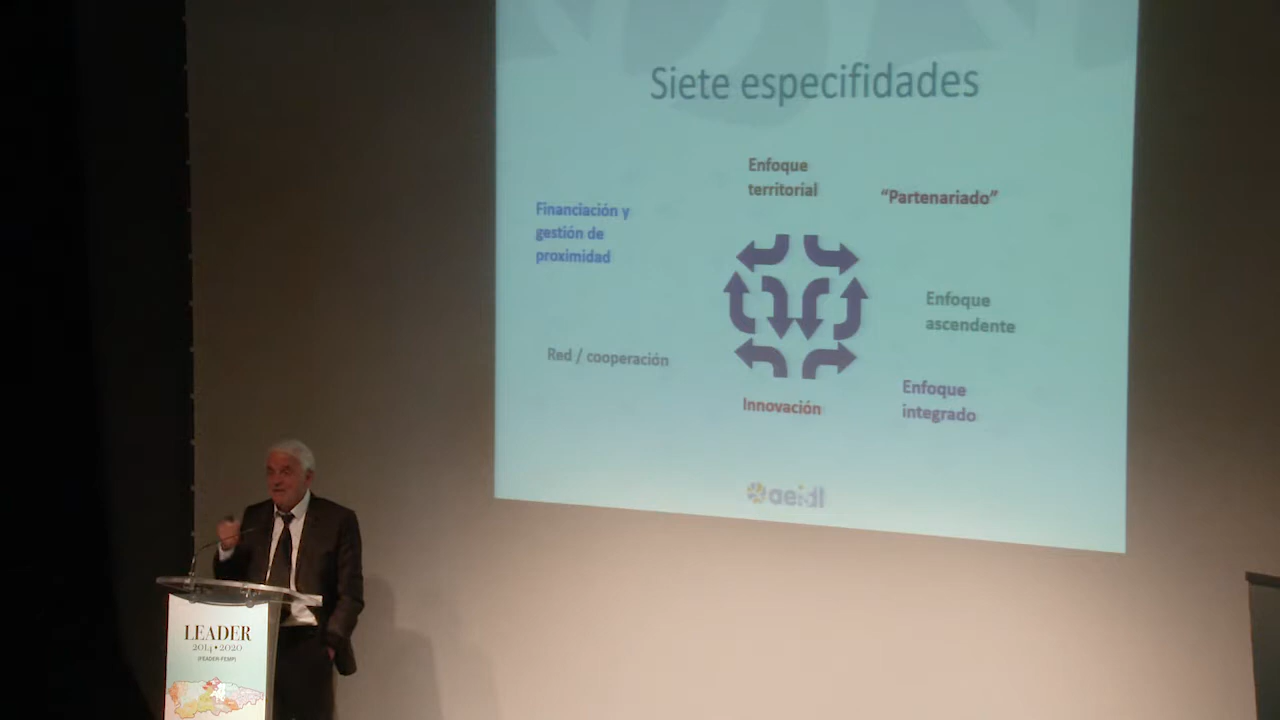 Siete especifidades
Enfoque
territorial
“Partenariado”
Financiación y
gestión de
proximidad
Enfoque
ascendente
Red / cooperación
Enfoque
integrado
Innovación
aeidl
LEADER
2014•2020
(FEADER-FEMP)